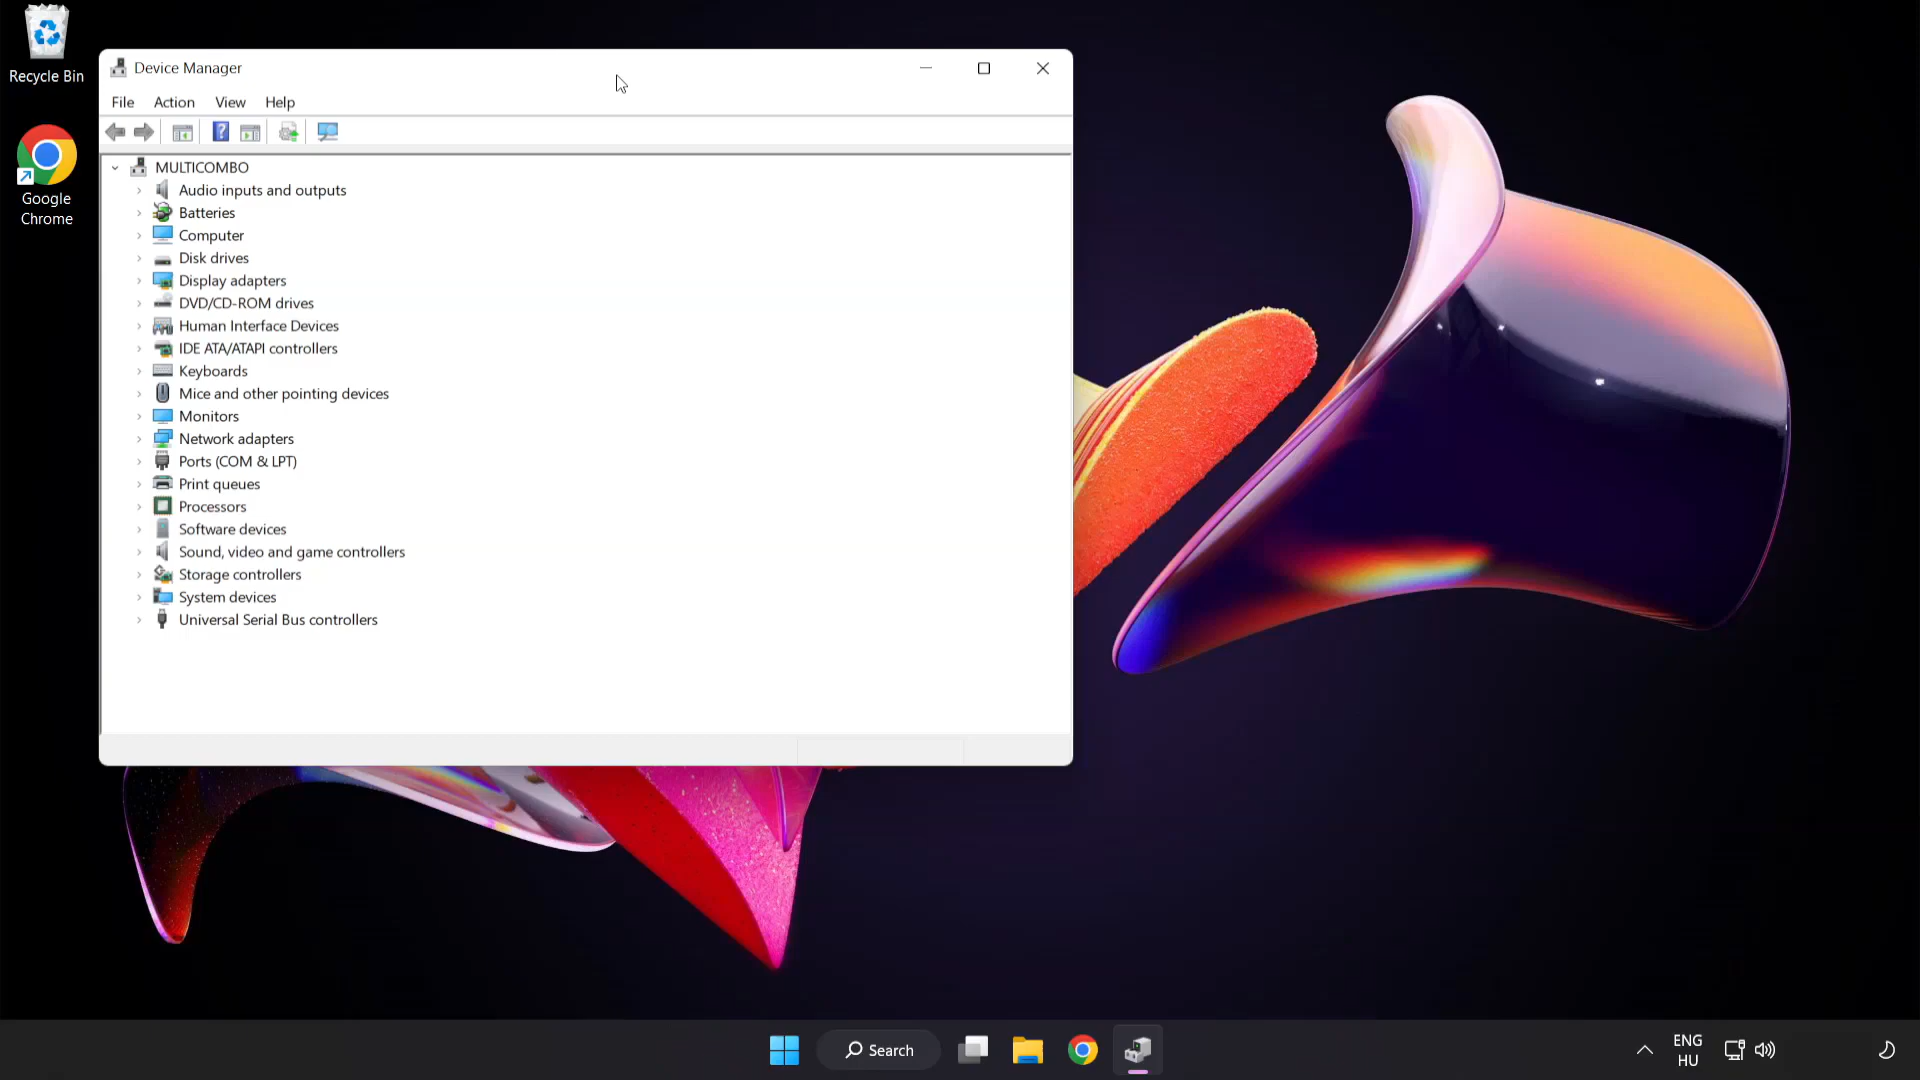 Recycle Bin
Google
Chrome
Device Manager
File Action View Help
MULTICOMBO
Audio inputs and outputs
Batteries
Computer
Disk drives
Display adapters
DVD/CD-ROM drives
Human Interface Devices
IDE ATA/ATAPI controllers
Keyboards
Mice and other pointing devices
Monitors
Network adapters
Ports (COM & LPT)
Print queues
Processors
Software devices
Sound, video and game controllers
Storage controllers
System devices
Universal Serial Bus controllers
Search
ENG
HU